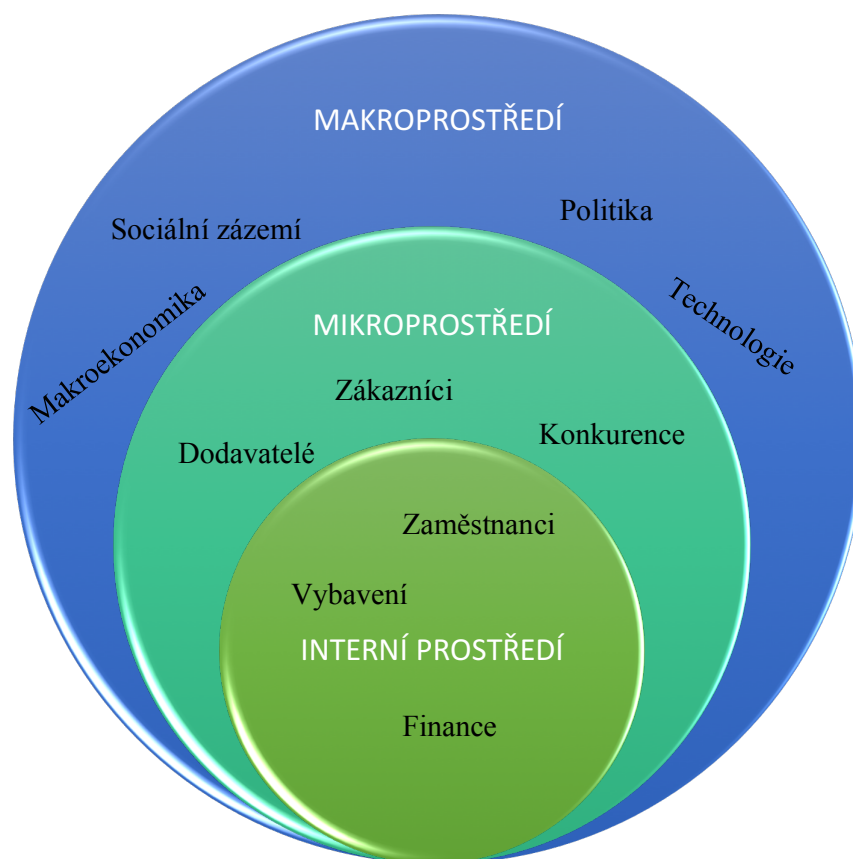 MAKROPROSTŘEDÍ
Politika
Sociální zázemí
Technologie
Makroekonomika
MIKROPROSTŘEDÍ
Zákazníci
Konkurence
Dodavatelé
Zaměstnanci
Vybavení
INTERNÍ PROSTŘEDÍ
Finance